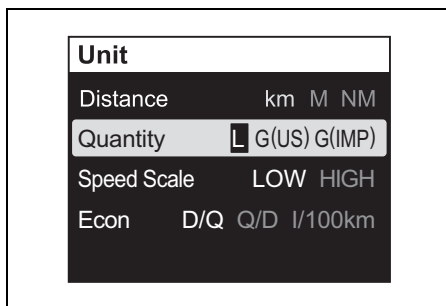 Unit
Distance km M NM
Quantity L G(US) G(IMP)
Speed Scale LOW HIGH
Econ D/Q Q/D l/100km